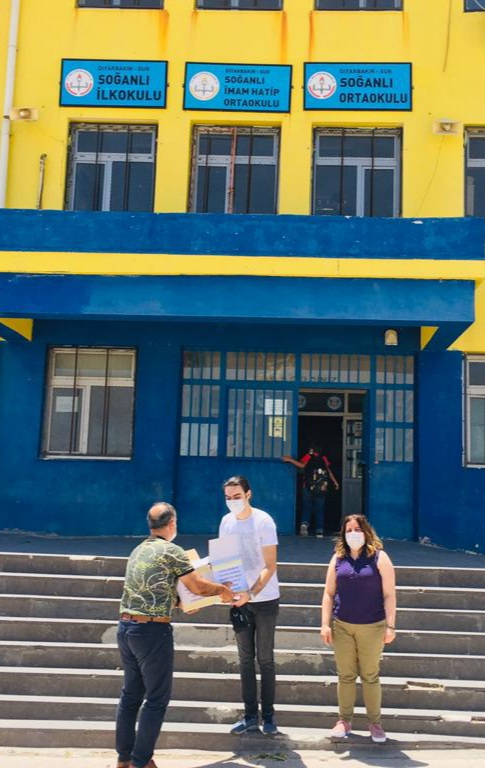 DİYARBAKIR - SUR
SOĞANLI
İLKOKULU
DİYARBAKIR - SUR
SOĞANLI
İMAM HATİP
ORTAOKULU
DİYARBAKIR - SUR
SOĞANLI
ORTAOKULU